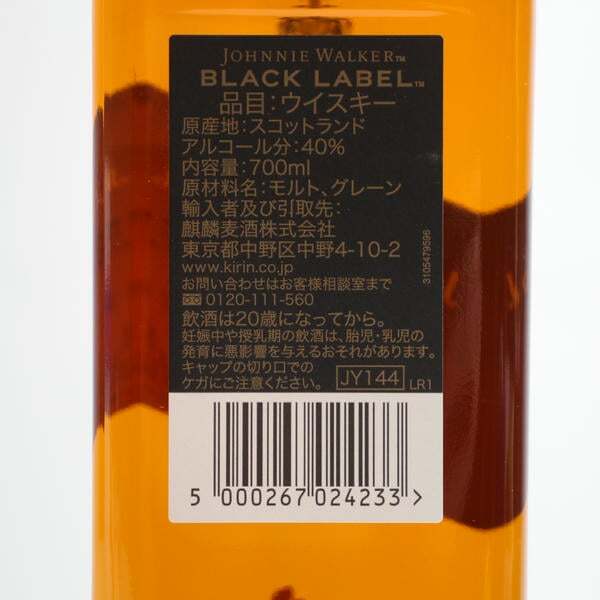 JOHNNIE WALKER™
BLACK LABEL™
品目:ウイスキー
原産地:スコットランド
アルコール分:40%
内容量:700ml
原材料名:モルト、グレーン
輸入者及び引取先:
麒麟麦酒株式会社
東京都中野区中野4-10-2
www.kirin.co.jp
お問い合わせはお客様相談室まで
0120-111-560
飲酒は20歳になってから。
妊娠中や授乳期の飲酒は、胎児・乳児の
発育に悪影響を与えるおそれがあります。
キャップの切り口での
ケガにご注意ください。 JY144 LR1
3105479596
5 000267 024233 >